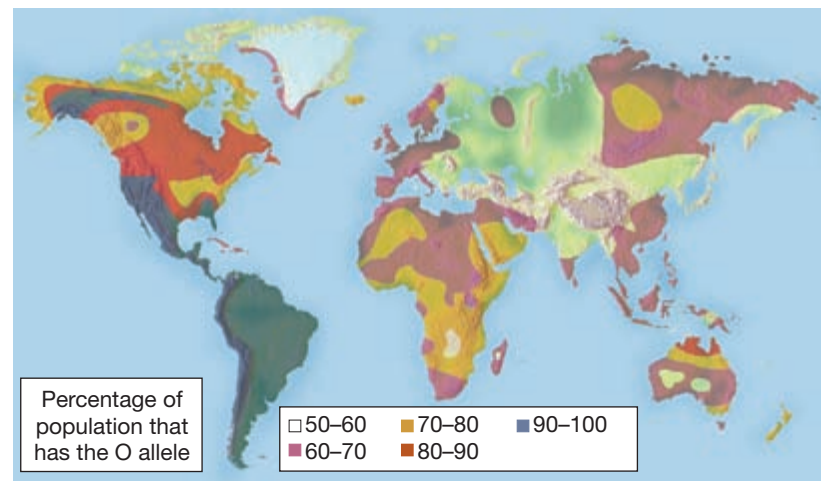 Percentage of
population that
has the O allele
50–60 70–80 90–100
60–70 80–90